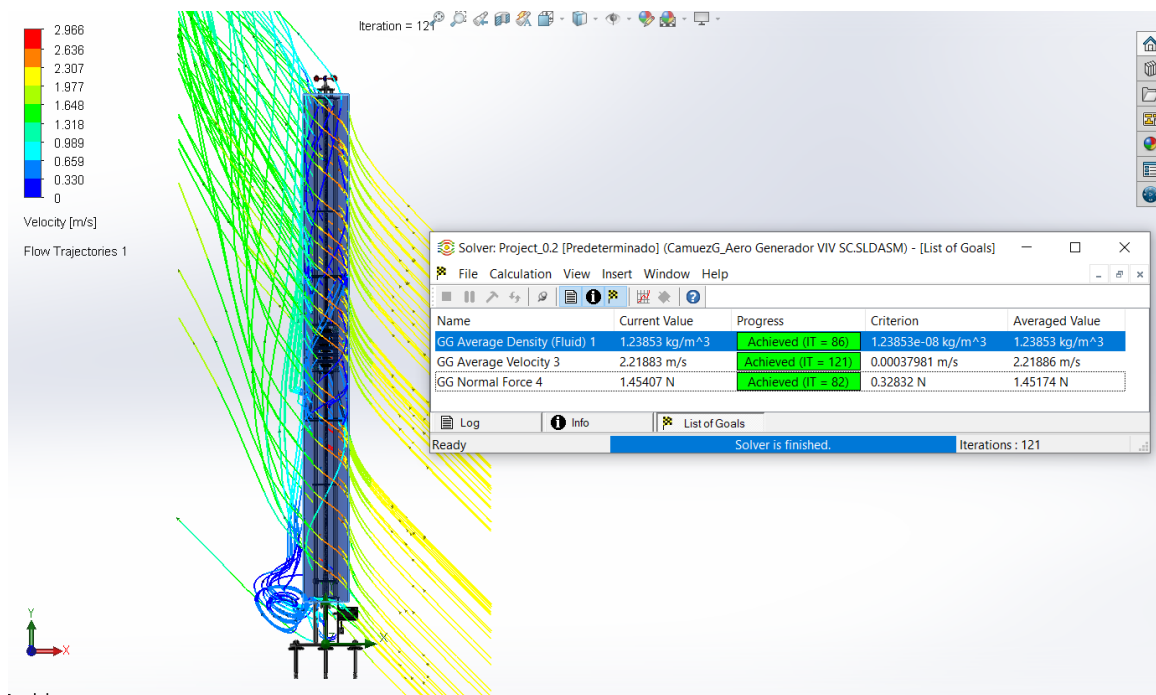 Iteration = 121
2.966
2.636
2.307
1.977
1.648
1.318
0.989
0.659
0.330
0
Velocity [m/s]
Flow Trajectories 1
Solver: Project_0.2 [Predeterminado] (CamuezG_Aero Generador VIV SC.SLDASM) - [List of Goals]
File Calculation View Insert Window Help
Name Current Value Progress Criterion Averaged Value
GG Average Density (Fluid) 1 1.23853 kg/m^3 Achieved (IT = 86) 1.23853e-08 kg/m^3 1.23853 kg/m^3
GG Average Velocity 3 2.21883 m/s Achieved (IT = 121) 0.00037981 m/s 2.21886 m/s
GG Normal Force 4 1.45407 N Achieved (IT = 82) 0.32832 N 1.45174 N
Log Info List of Goals
Ready Solver is finished. Iterations : 121
Y
X
Y
X